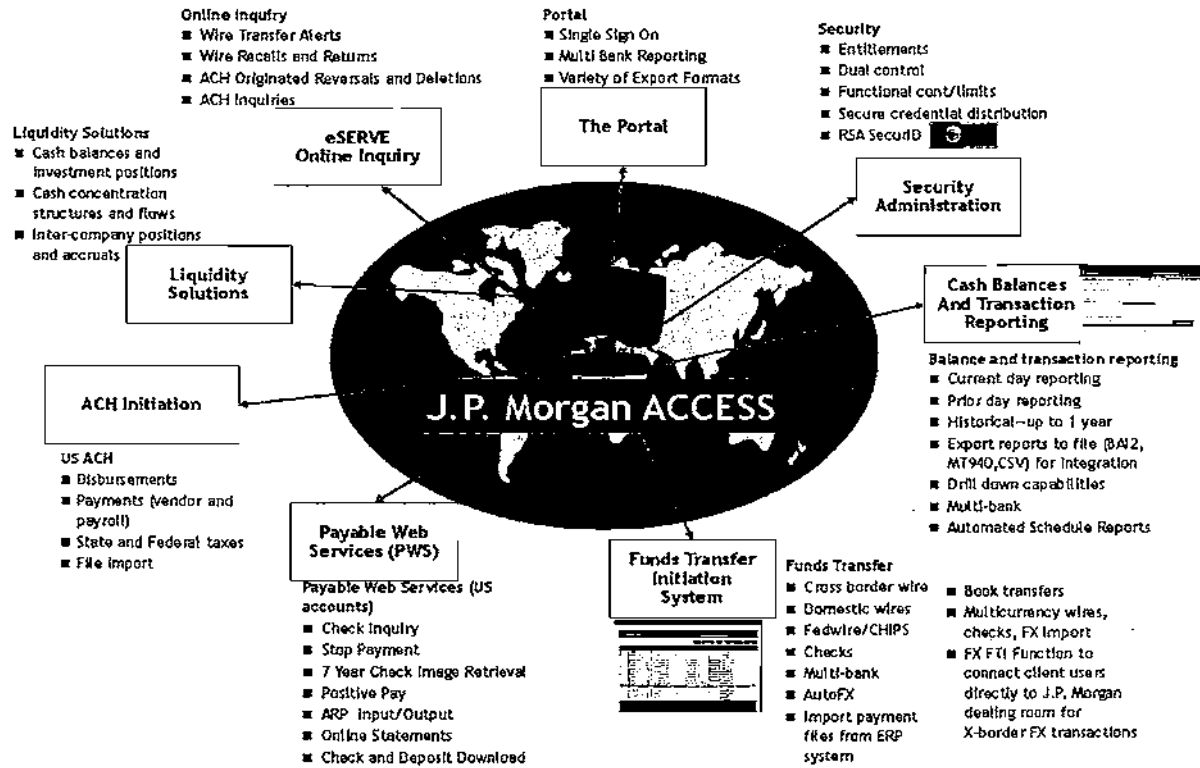 Online Inquiry
■ Wire Transfer Alerts
■ Wire Recalls and Returns
■ ACH Originated Reversals and Deletions
■ ACH Inquiries
eSERVE
Online Inquiry
Portal
■ Single Sign On
■ Multi Bank Reporting
■ Variety of Export Formats
The Portal
Security
■ Entitlements
■ Dual control
■ Functional cont/limits
■ Secure credential distribution
■ RSA SecurID
Security
Administration
Liquidity Solutions
■ Cash balances and
investment positions
■ Cash concentration
structures and flows
■ Inter-company positions
and accruals
Liquidity
Solutions
Cash Balances
And Transaction
Reporting
Balance and transaction reporting
■ Current day reporting
■ Prior day reporting
■ Historical–up to 1 year
■ Export reports to file (BAI2,
MT940,CSV) for integration
■ Drill down capabilities
■ Multi-bank
■ Automated Schedule Reports
J.P. Morgan ACCESS
ACH Initiation
US ACH
■ Disbursements
■ Payments (vendor and
payroll)
■ State and Federal taxes
■ File import
Payable Web
Services (PWS)
Payable Web Services (US
accounts)
■ Check Inquiry
■ Stop Payment
■ 7 Year Check Image Retrieval
■ Positive Pay
■ ARP Input/Output
■ Online Statements
■ Check and Deposit Download
Funds Transfer
Initiation
System
Funds Transfer
■ Cross border wire
■ Domestic wires
■ Fedwire/CHIPS
■ Checks
■ Multi-bank
■ AutoFX
■ Import payment
files from ERP
system
■ Book transfers
■ Multicurrency wires,
checks, FX import
■ FX FTI Function to
connect client users
directly to J.P. Morgan
dealing room for
X-border FX transactions